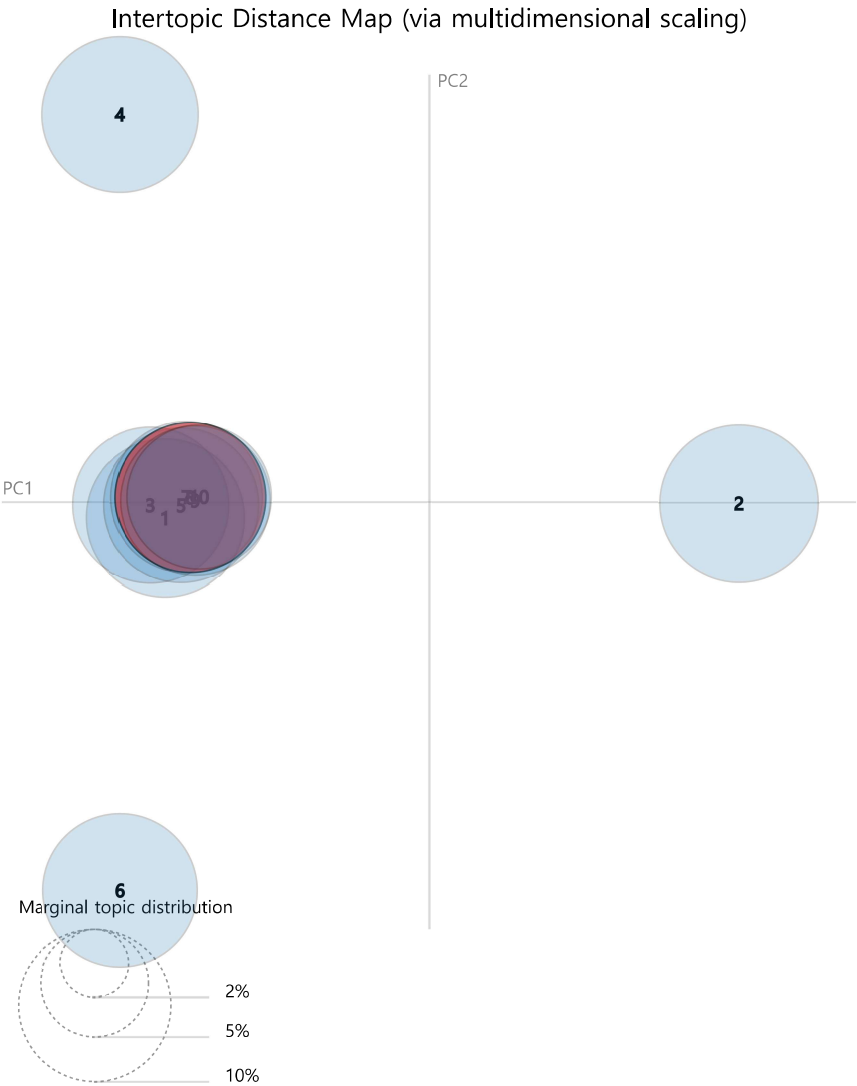 Intertopic Distance Map (via multidimensional scaling)
PC2
4
PC1
3
5
10
1
2
6
Marginal topic distribution
2%
5%
10%